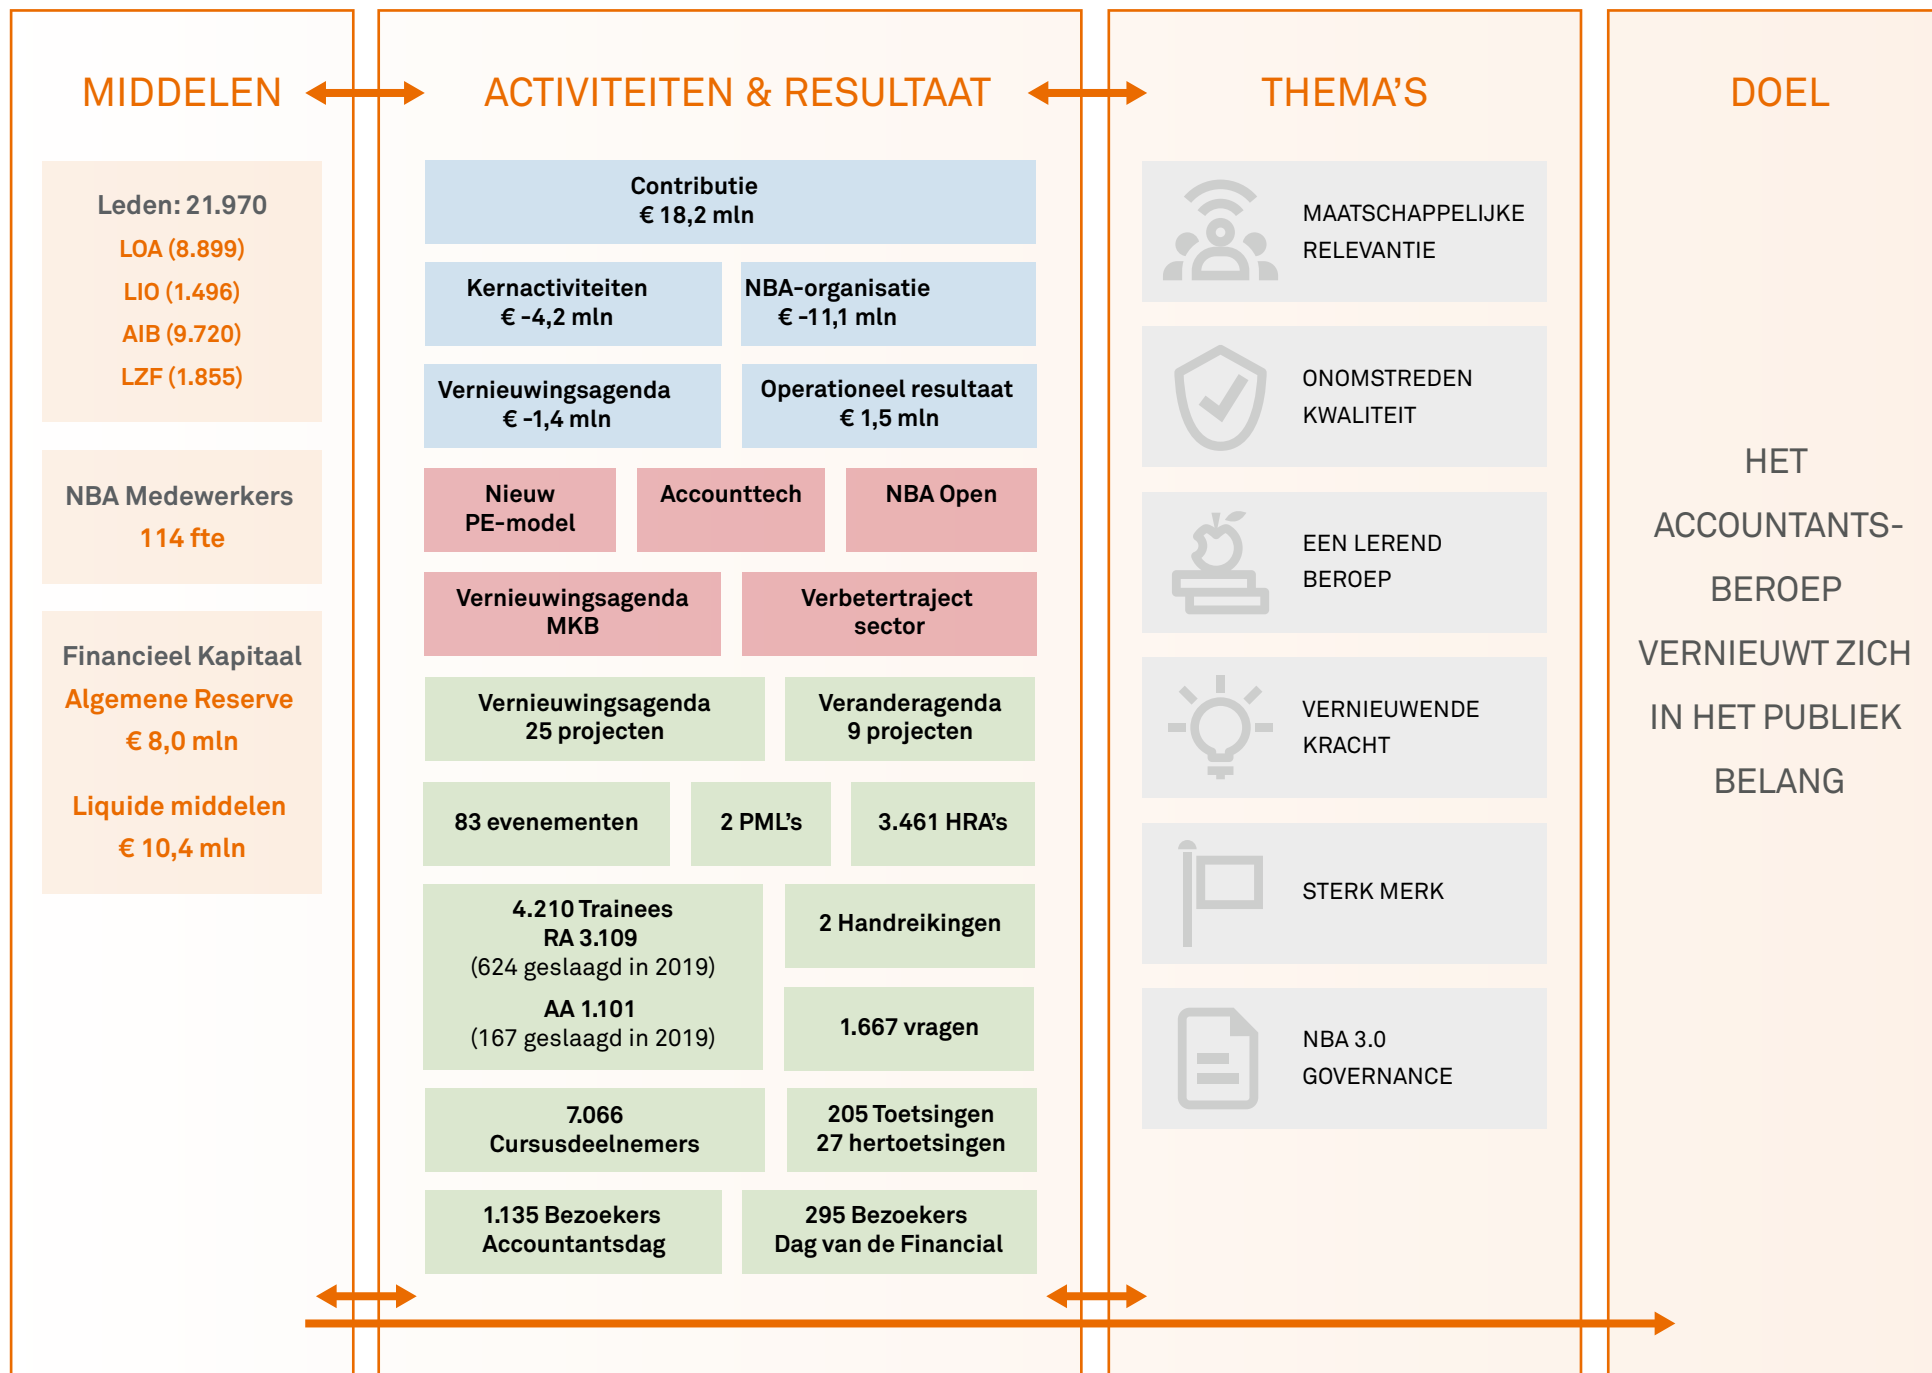 MIDDELEN
Leden: 21.970
LOA (8.899)
LIO (1.496)
AIB (9.720)
LZF (1.855)
NBA Medewerkers
114 fte
Financieel Kapitaal
Algemene Reserve
€ 8,0 mln
Liquide middelen
€ 10,4 mln
ACTIVITEITEN & RESULTAAT
Contributie
€ 18,2 mln
Kernactiviteiten
€ -4,2 mln
NBA-organisatie
€ -11,1 mln
Vernieuwingsagenda
€ -1,4 mln
Operationeel resultaat
€ 1,5 mln
Nieuw
PE-model
Accounttech
NBA Open
Vernieuwingsagenda
MKB
Verbetertraject
sector
Vernieuwingsagenda
25 projecten
Veranderagenda
9 projecten
83 evenementen
2 PML's
3.461 HRA's
4.210 Trainees
RA 3.109
(624 geslaagd in 2019)
AA 1.101
(167 geslaagd in 2019)
2 Handreikingen
1.667 vragen
7.066
Cursusdeelnemers
205 Toetsingen
27 hertoetsingen
1.135 Bezoekers
Accountantsdag
295 Bezoekers
Dag van de Financial
THEMA'S
MAATSCHAPPELIJKE
RELEVANTIE
ONOMSTREDEN
KWALITEIT
EEN LEREND
BEROEP
VERNIEUWENDE
KRACHT
STERK MERK
NBA 3.0
GOVERNANCE
DOEL
HET
ACCOUNTANTS-
BEROEP
VERNIEUWT ZICH
IN HET PUBLIEK
BELANG